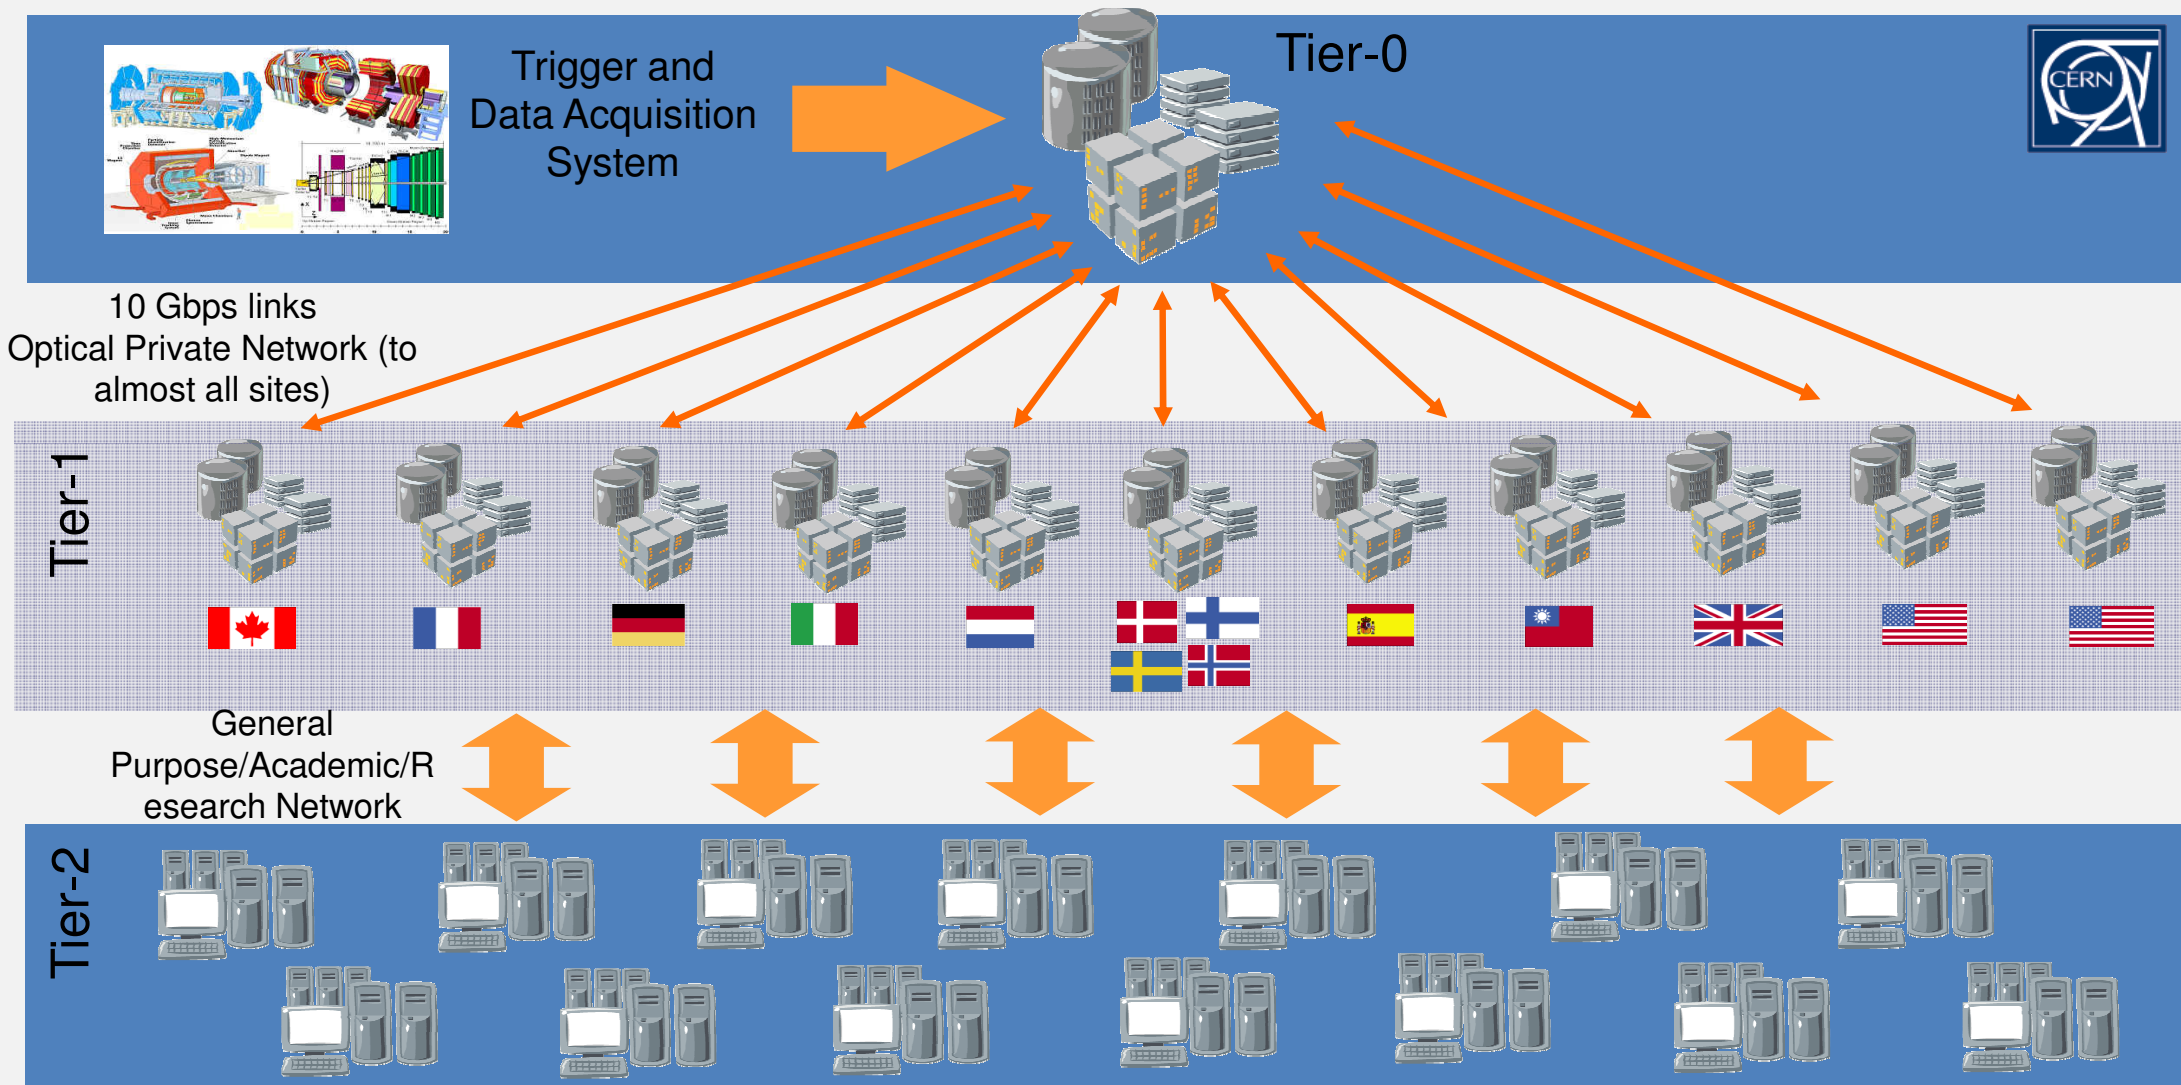 Trigger and
Data Acquisition
System
Tier-0
CERN
10 Gbps links
Optical Private Network (to
almost all sites)
Tier-1
General
Purpose/Academic/R
esearch Network
Tier-2